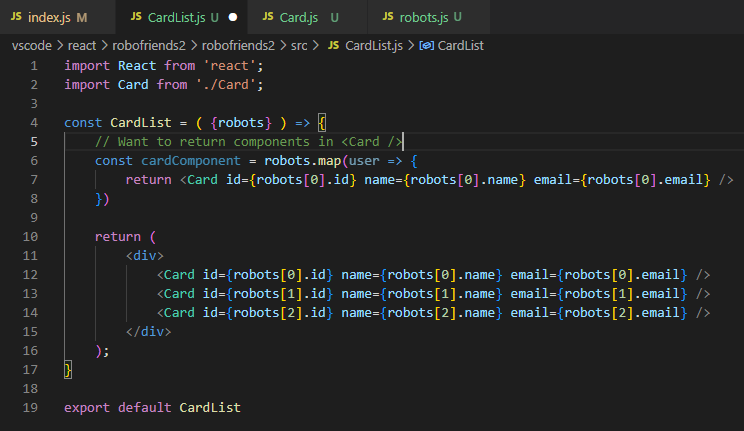 JS index.js M JS CardList.js U ● JS Card.js U JS robots.js U
vscode > react > robofriends2 > robofriends2 > src > JS CardList.js > CardList
1 import React from 'react';
2 import Card from './Card';
3
4 const CardList = ( {robots} ) => {
5 // Want to return components in <Card />
6 const cardComponent = robots.map(user => {
7 return <Card id={robots[0].id} name={robots[0].name} email={robots[0].email} />
8 })
9
10 return (
11 <div>
12 <Card id={robots[0].id} name={robots[0].name} email={robots[0].email} />
13 <Card id={robots[1].id} name={robots[1].name} email={robots[1].email} />
14 <Card id={robots[2].id} name={robots[2].name} email={robots[2].email} />
15 </div>
16 );
17 }
18
19 export default CardList